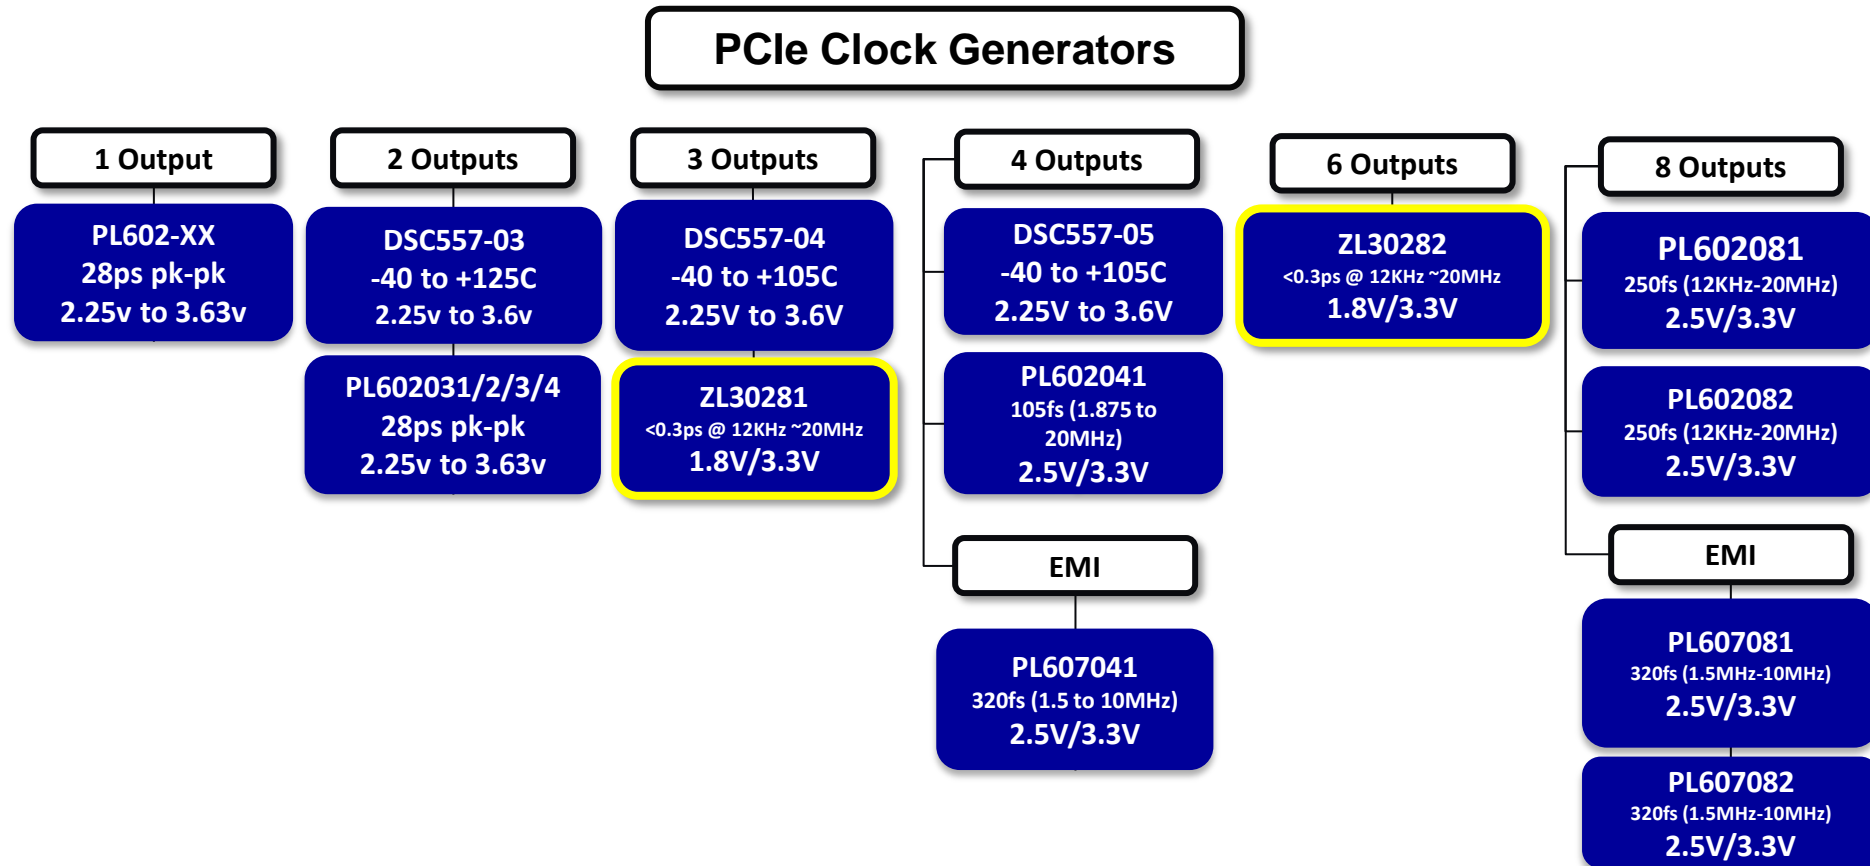 PCIe Clock Generators
1 Output
PL602-XX
28ps pk-pk
2.25v to 3.63v
2 Outputs
DSC557-03
-40 to +125C
2.25v to 3.6v
PL602031/2/3/4
28ps pk-pk
2.25v to 3.63v
3 Outputs
DSC557-04
-40 to +105C
2.25V to 3.6V
ZL30281
<0.3ps @ 12KHz ~20MHz
1.8V/3.3V
4 Outputs
DSC557-05
-40 to +105C
2.25V to 3.6V
PL602041
105fs (1.875 to
20MHz)
2.5V/3.3V
EMI
PL607041
320fs (1.5 to 10MHz)
2.5V/3.3V
6 Outputs
ZL30282
<0.3ps @ 12KHz ~20MHz
1.8V/3.3V
8 Outputs
PL602081
250fs (12KHz-20MHz)
2.5V/3.3V
PL602082
250fs (12KHz-20MHz)
2.5V/3.3V
EMI
PL607081
320fs (1.5MHz-10MHz)
2.5V/3.3V
PL607082
320fs (1.5MHz-10MHz)
2.5V/3.3V